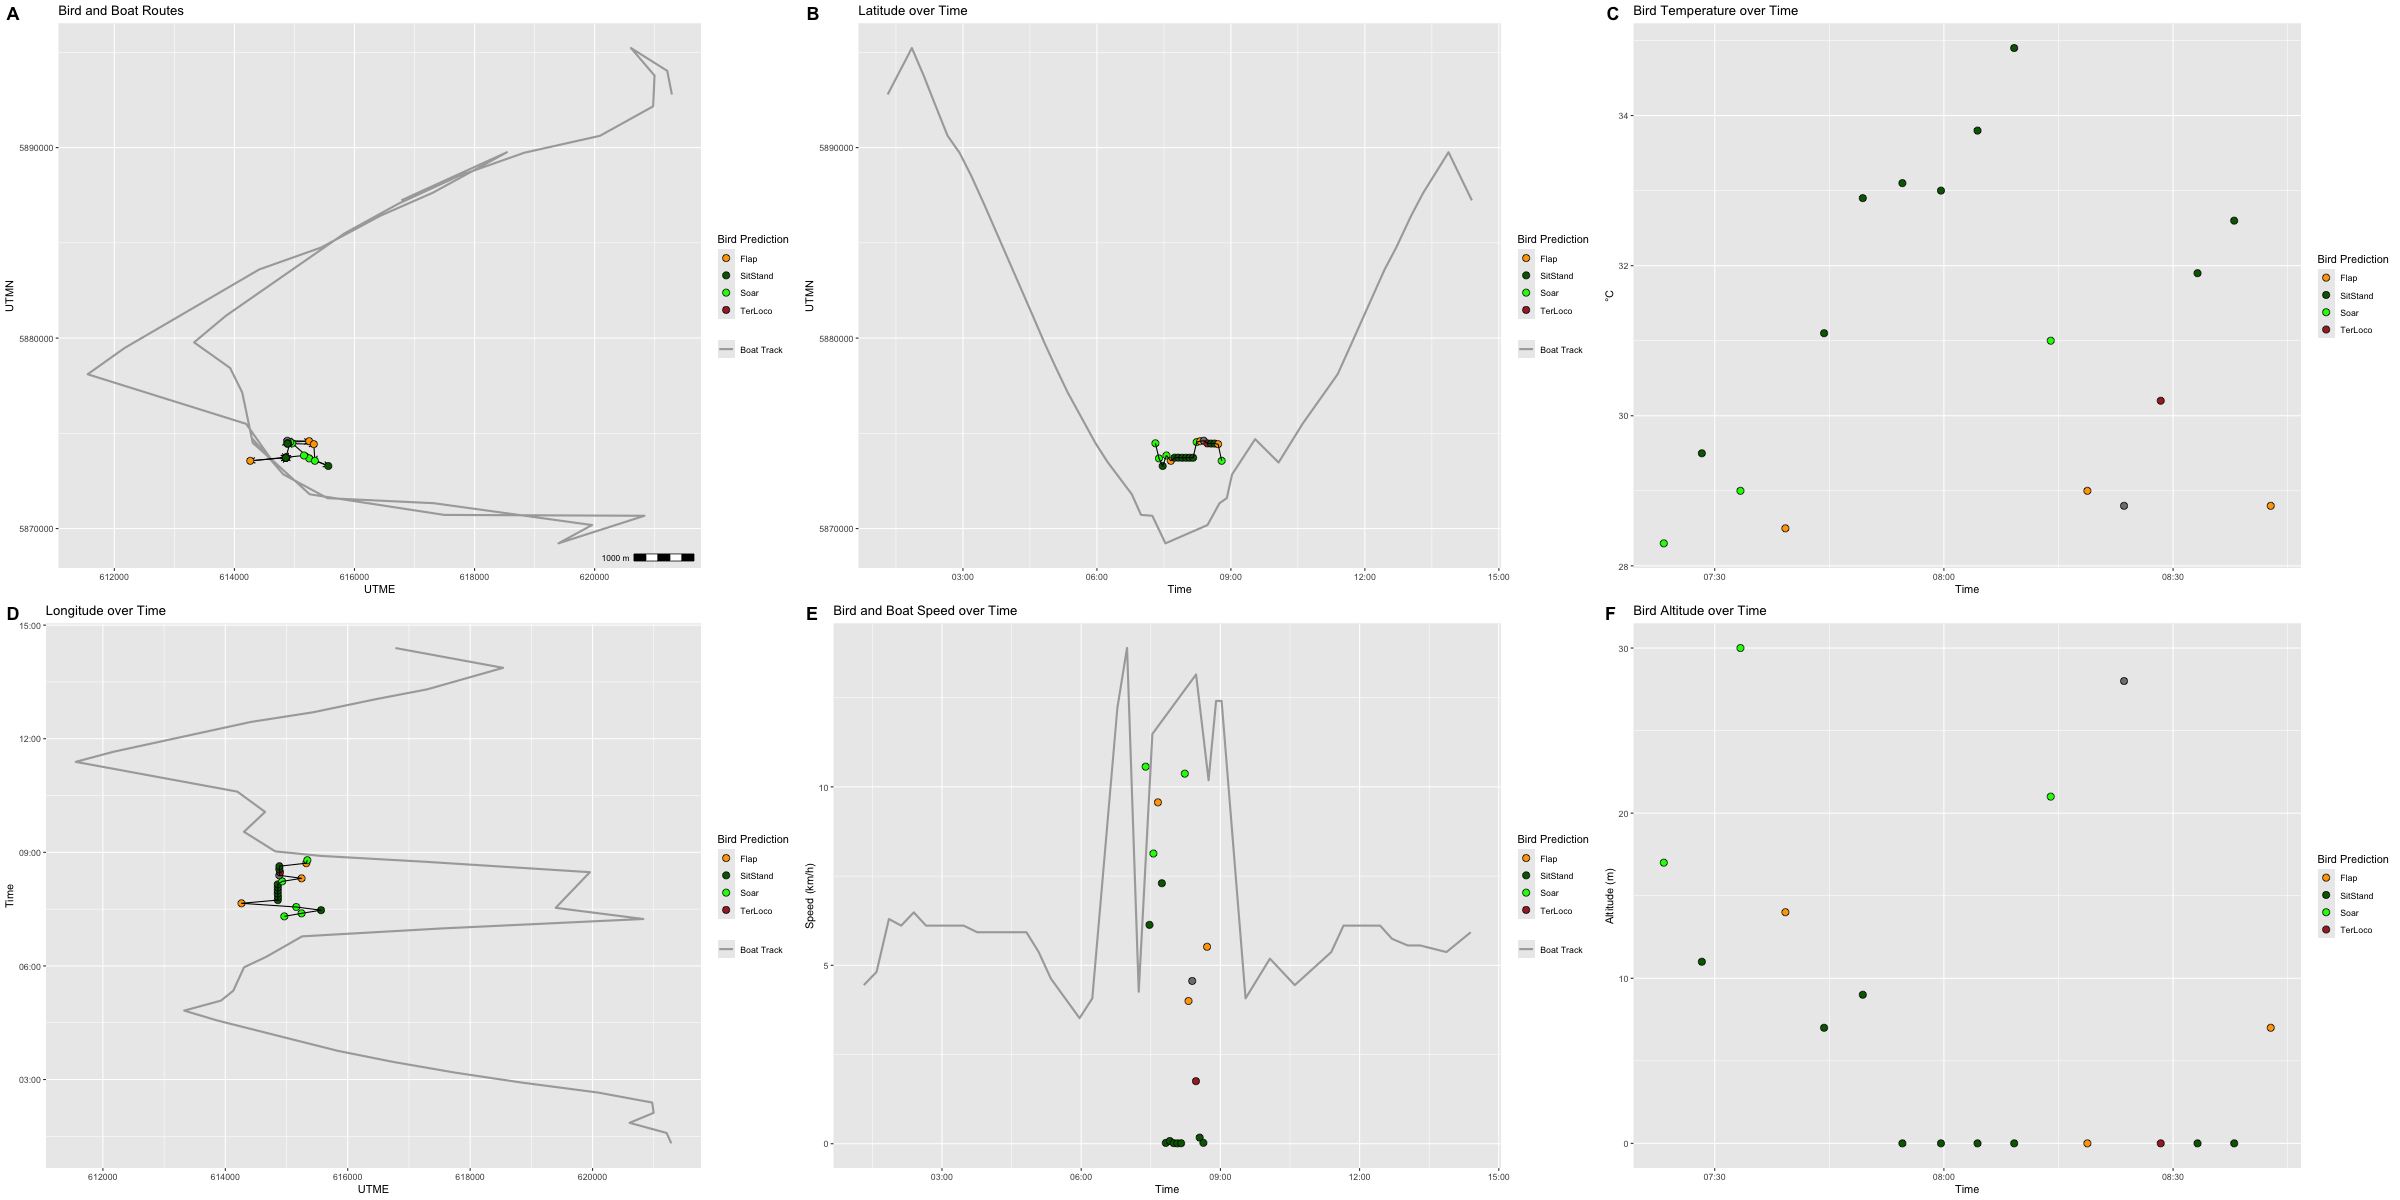 A Bird and Boat Routes
UTMN
5890000
5880000
5870000
612000 614000 616000 618000 620000
UTME
1000 m
Bird Prediction
Flap
SitStand
Soar
TerLoco
Boat Track
B Latitude over Time
UTMN
5890000
5880000
5870000
03:00 06:00 09:00 12:00 15:00
Time
Bird Prediction
Flap
SitStand
Soar
TerLoco
Boat Track
C Bird Temperature over Time
°C
34
32
30
28
07:30 08:00 08:30
Time
Bird Prediction
Flap
SitStand
Soar
TerLoco
D Longitude over Time
Time
15:00
12:00
09:00
06:00
03:00
612000 614000 616000 618000 620000
UTME
Bird Prediction
Flap
SitStand
Soar
TerLoco
Boat Track
E Bird and Boat Speed over Time
Speed (km/h)
10
5
0
03:00 06:00 09:00 12:00 15:00
Time
Bird Prediction
Flap
SitStand
Soar
TerLoco
Boat Track
F Bird Altitude over Time
Altitude (m)
30
20
10
0
07:30 08:00 08:30
Time
Bird Prediction
Flap
SitStand
Soar
TerLoco